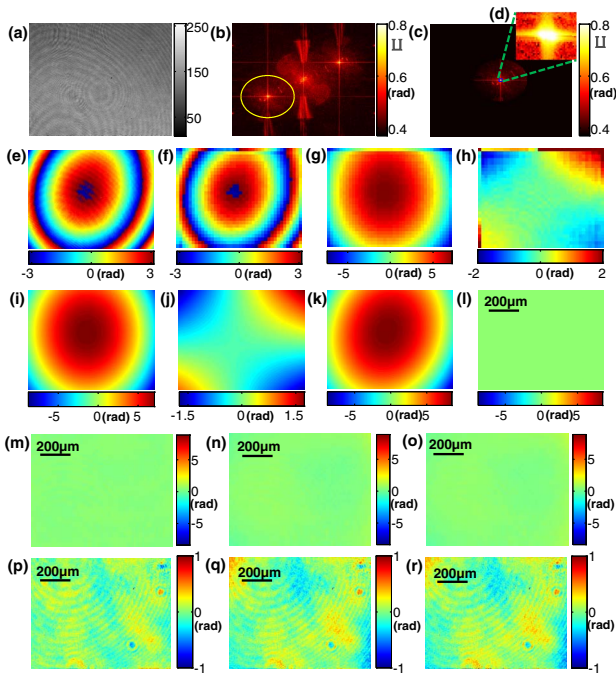 (d)
(a) 250 (b) 0.8 (c) 0.8
150 0.6 0.6
(rad) (rad)
50 0.4 0.4
(e) (f) (g) (h)
-3 0 (rad) 3 -3 0 (rad) 3 -5 0 (rad) 5 -2 0 (rad) 2
(i) (j) (k) (l)
200μm
-5 0 (rad) 5 -1.5 0 (rad) 1.5 -5 0 (rad) 5 -5 0 (rad) 5
(m) 200μm 5 0 (rad) -5 (n) 200μm 5 0 (rad) -5 (o) 200μm 5 0 (rad) -5
(p) 200μm 1 0 (rad) -1 (q) 200μm 1 0 (rad) -1 (r) 200μm 1 0 (rad) -1